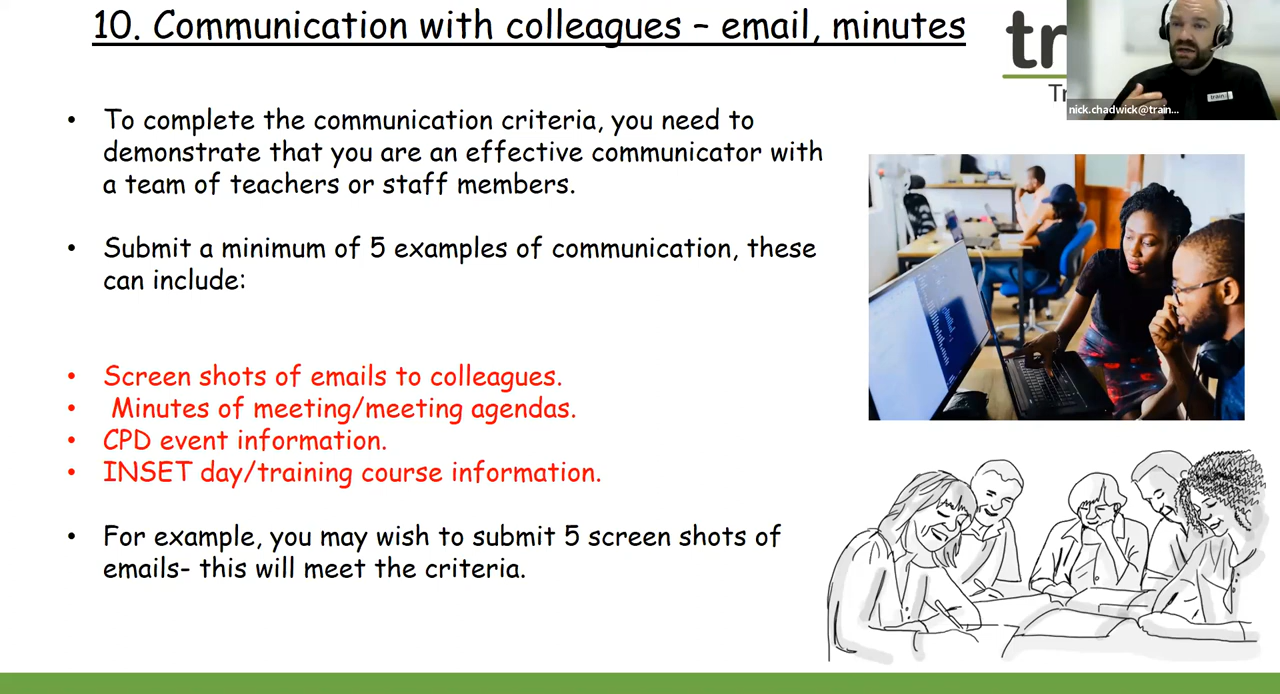 10. Communication with colleagues – email, minutes
tr
Tr
train
nick.chadwick@train...
• To complete the communication criteria, you need to
demonstrate that you are an effective communicator with
a team of teachers or staff members.
• Submit a minimum of 5 examples of communication, these
can include:
• Screen shots of emails to colleagues.
• Minutes of meeting/meeting agendas.
• CPD event information.
• INSET day/training course information.
• For example, you may wish to submit 5 screen shots of
emails- this will meet the criteria.